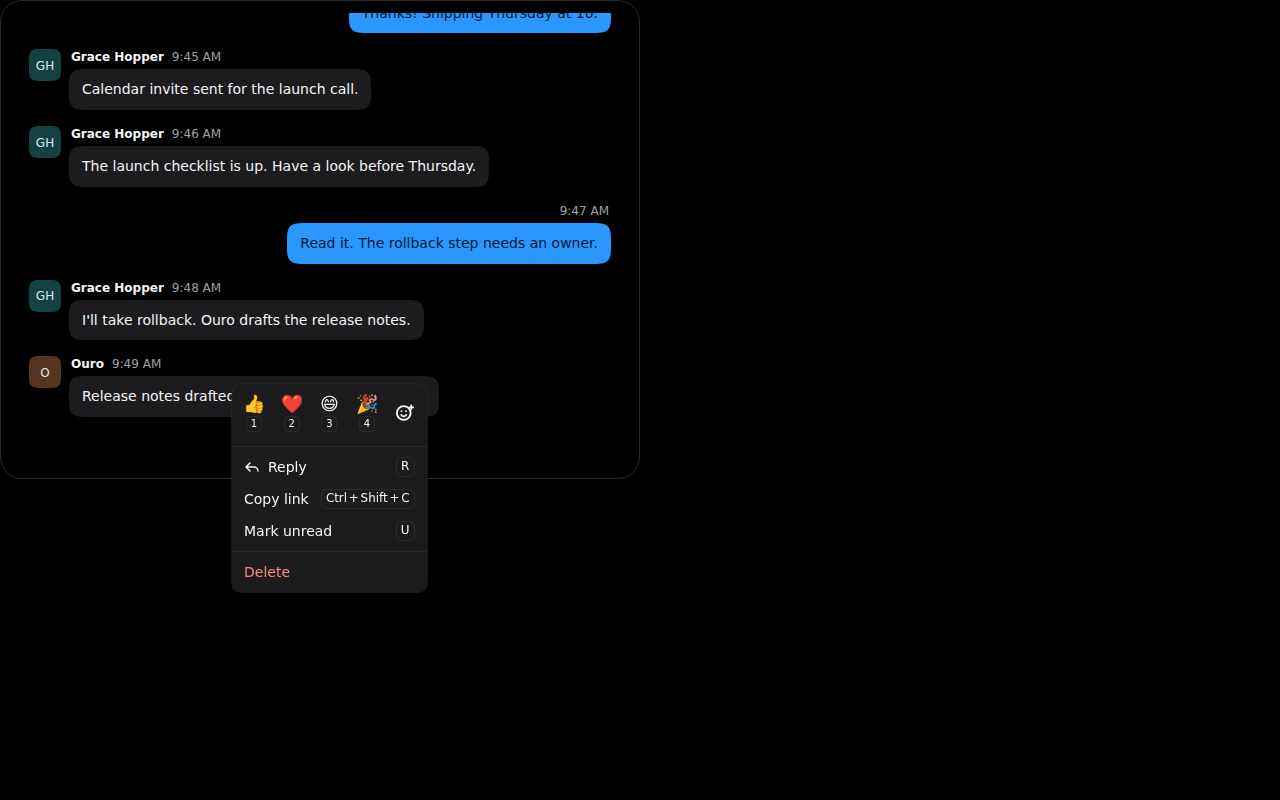 Thanks! Shipping Thursday at 10.
GH
Grace Hopper 9:45 AM
Calendar invite sent for the launch call.
GH
Grace Hopper 9:46 AM
The launch checklist is up. Have a look before Thursday.
9:47 AM
Read it. The rollback step needs an owner.
GH
Grace Hopper 9:48 AM
I'll take rollback. Ouro drafts the release notes.
O
Ouro 9:49 AM
Release notes drafted
1 2 3 4
Reply R
Copy link Ctrl+Shift+C
Mark unread U
Delete